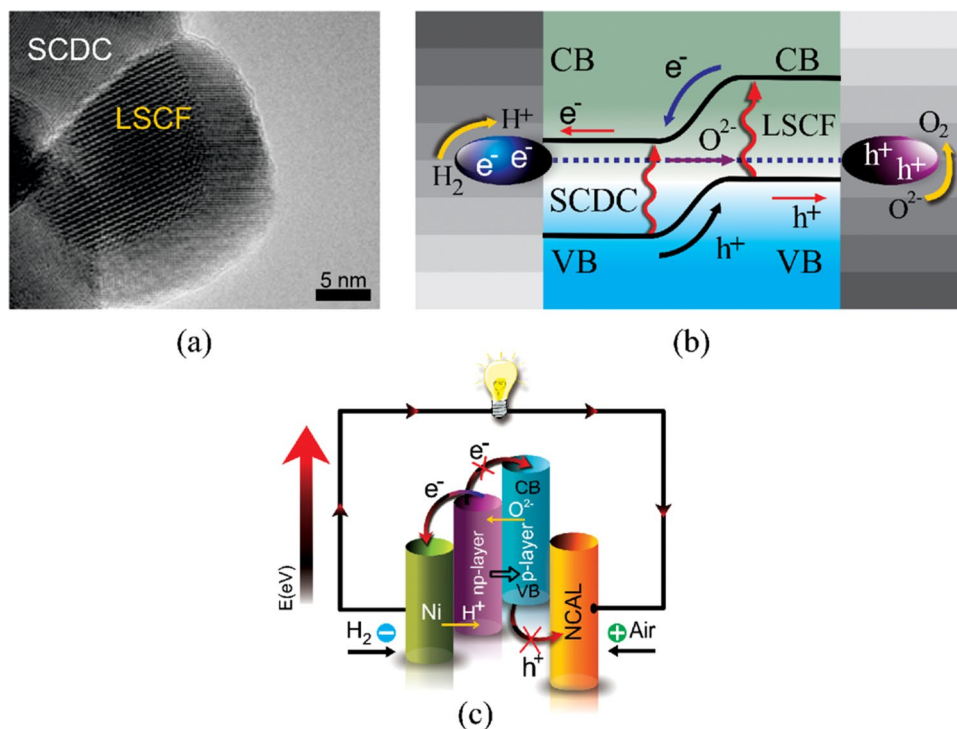 SCDC
LSCF
5 nm
(a)
CB
CB
e⁻
e⁻
H⁺
O²⁻
LSCF
O₂
e⁻ e⁻
h⁺
h⁺
H₂
SCDC
O²⁻
h⁺
h⁺
VB
VB
(b)
e⁻
e⁻
CB
O²⁻
np-layer
p-layer
E(eV)
VB
Ni
H⁺
NCAL
H₂ −
+ Air
h⁺
(c)